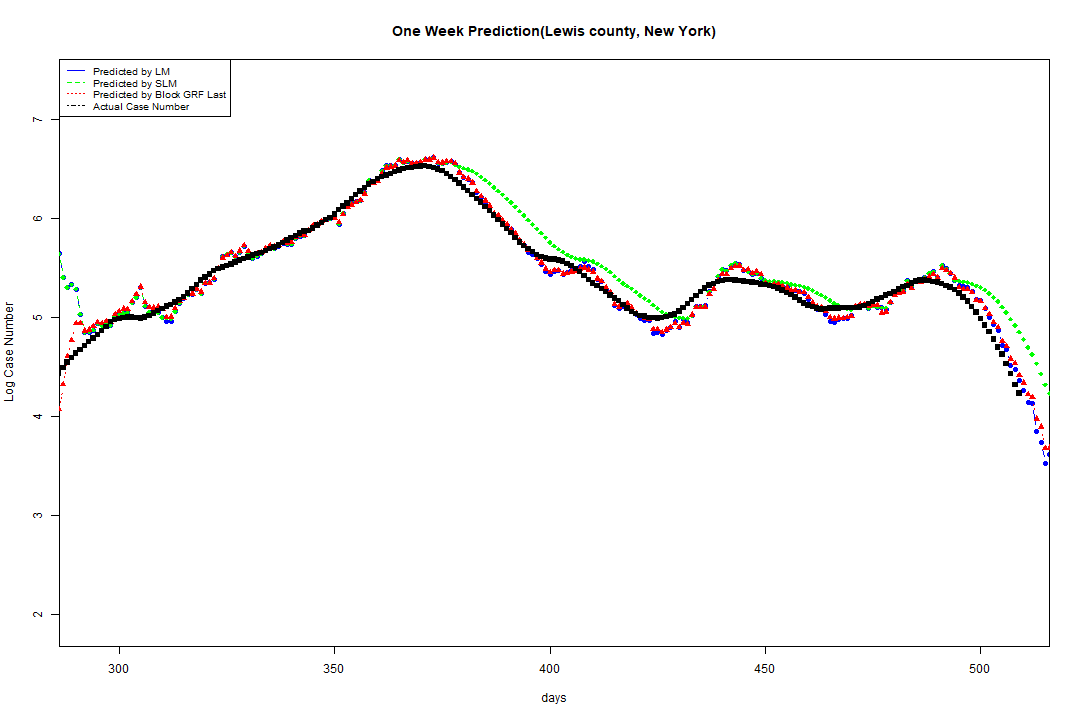 One Week Prediction(Lewis county, New York)
Predicted by LM
Predicted by SLM
Predicted by Block GRF Last
Actual Case Number
7
6
5
4
3
2
Log Case Number
300 350 400 450 500
days